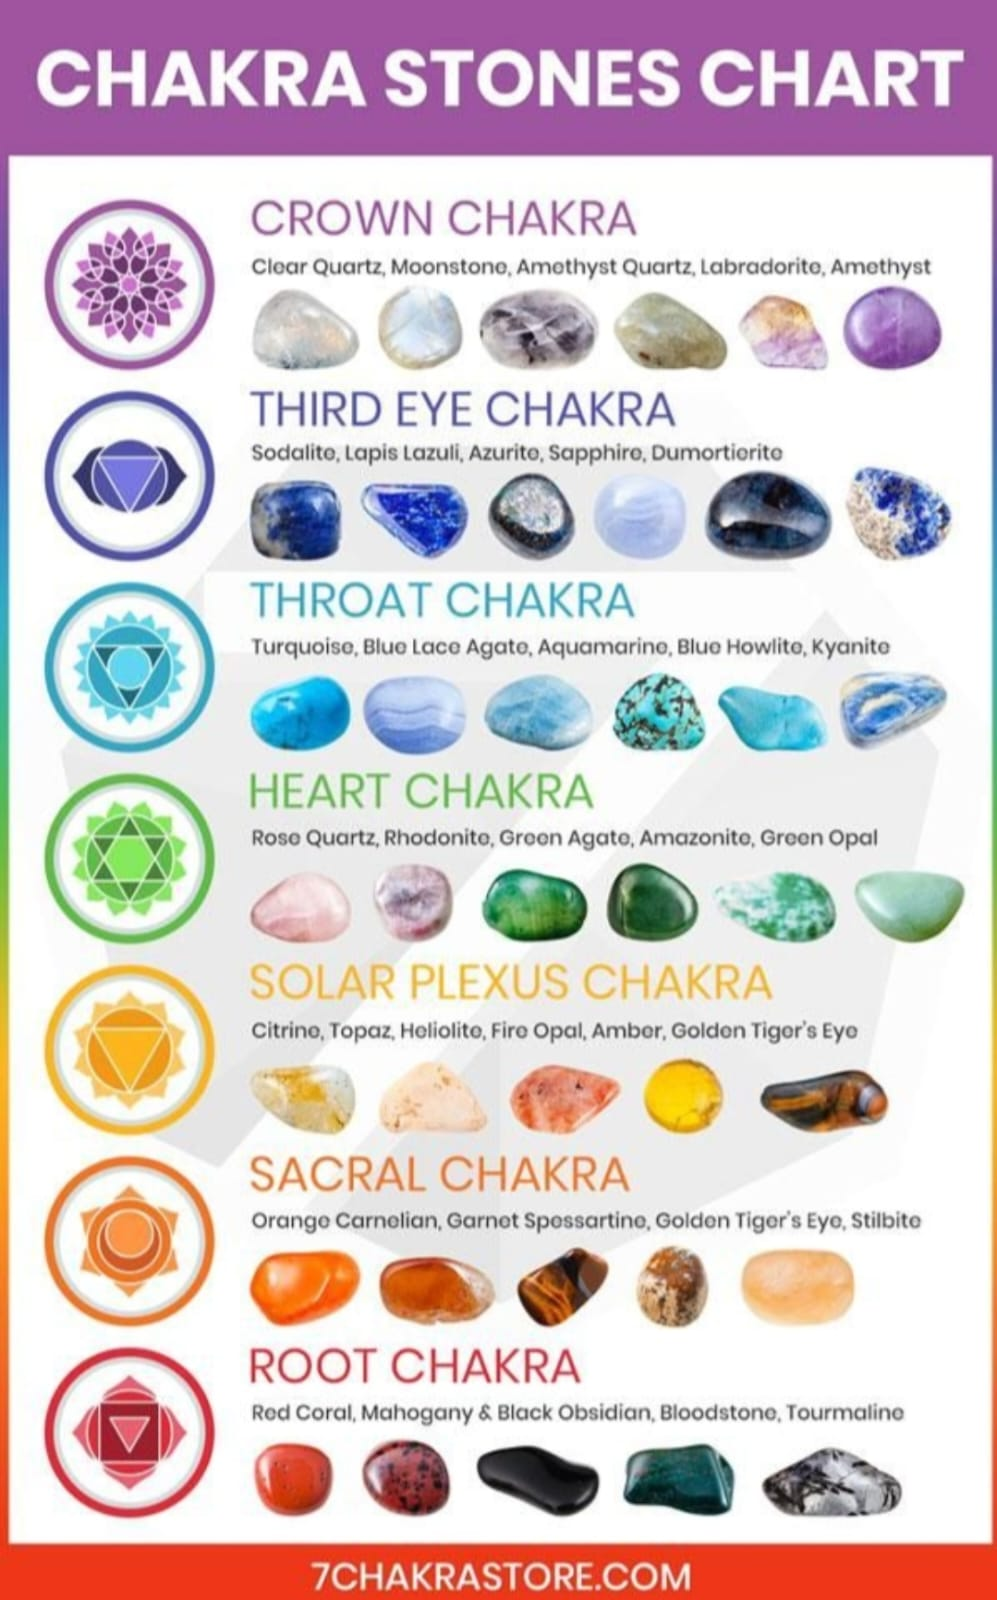 CHAKRA STONES CHART
CROWN CHAKRA
Clear Quartz, Moonstone, Amethyst Quartz, Labradorite, Amethyst
THIRD EYE CHAKRA
Sodalite, Lapis Lazuli, Azurite, Sapphire, Dumortierite
THROAT CHAKRA
Turquoise, Blue Lace Agate, Aquamarine, Blue Howlite, Kyanite
HEART CHAKRA
Rose Quartz, Rhodonite, Green Agate, Amazonite, Green Opal
SOLAR PLEXUS CHAKRA
Citrine, Topaz, Heliolite, Fire Opal, Amber, Golden Tiger's Eye
SACRAL CHAKRA
Orange Carnelian, Garnet Spessartine, Golden Tiger's Eye, Stilbite
ROOT CHAKRA
Red Coral, Mahogany & Black Obsidian, Bloodstone, Tourmaline
7CHAKRASTORE.COM